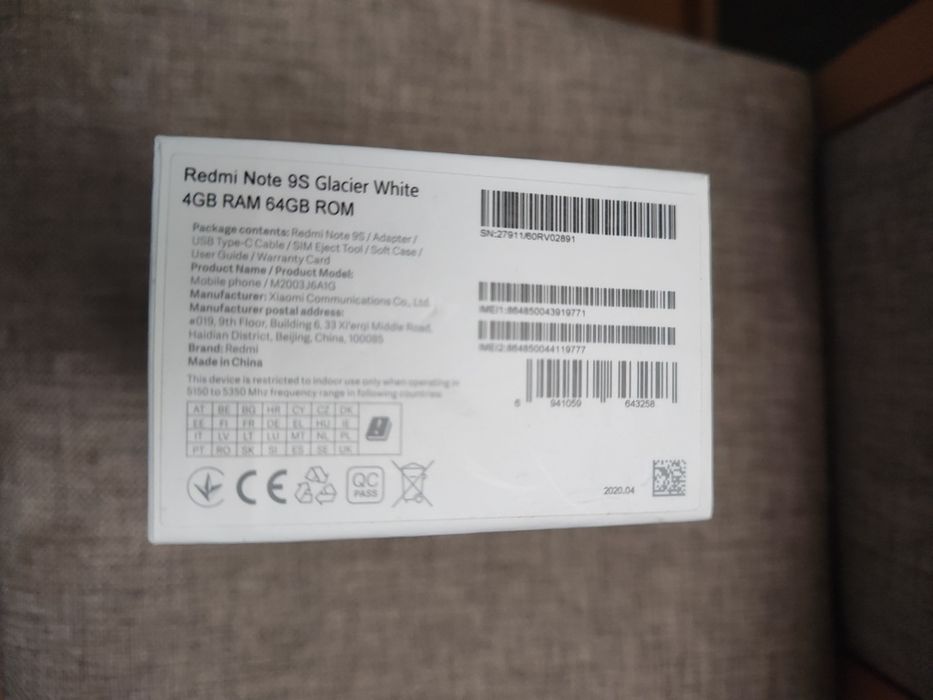 Redmi Note 9S Glacier White
4GB RAM 64GB ROM
Package contents: Redmi Note 9S / Adapter /
USB Type-C Cable / SIM Eject Tool / Soft Case /
User Guide / Warranty Card
Product Name / Product Model:
Mobile phone / M2003J6A1G
Manufacturer: Xiaomi Communications Co., Ltd.
Manufacturer postal address:
#019, 9th Floor, Building 6, 33 Xi'erqi Middle Road,
Haidian District, Beijing, China, 100085
Brand: Redmi
Made in China
This device is restricted to indoor use only when operating in
5150 to 5350 Mhz frequency range in following countries
AT BE BG HR CY CZ DK
EE FI FR DE EL HU IE
IT LV LT LU MT NL PL
PT RO SK SI ES SE UK
CE
QC
PASS
SN:27911/60RV02891
IMEI1:864850043919771
IMEI2:864850044119777
6 941059 643258
2020.04